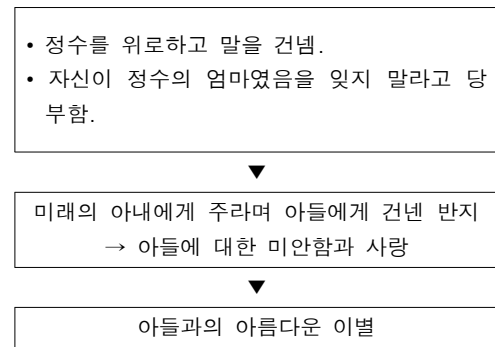 • 정수를 위로하고 말을 건넴.
• 자신이 정수의 엄마였음을 잊지 말라고 당
부함.
▼
미래의 아내에게 주라며 아들에게 건넨 반지
→ 아들에 대한 미안함과 사랑
▼
아들과의 아름다운 이별